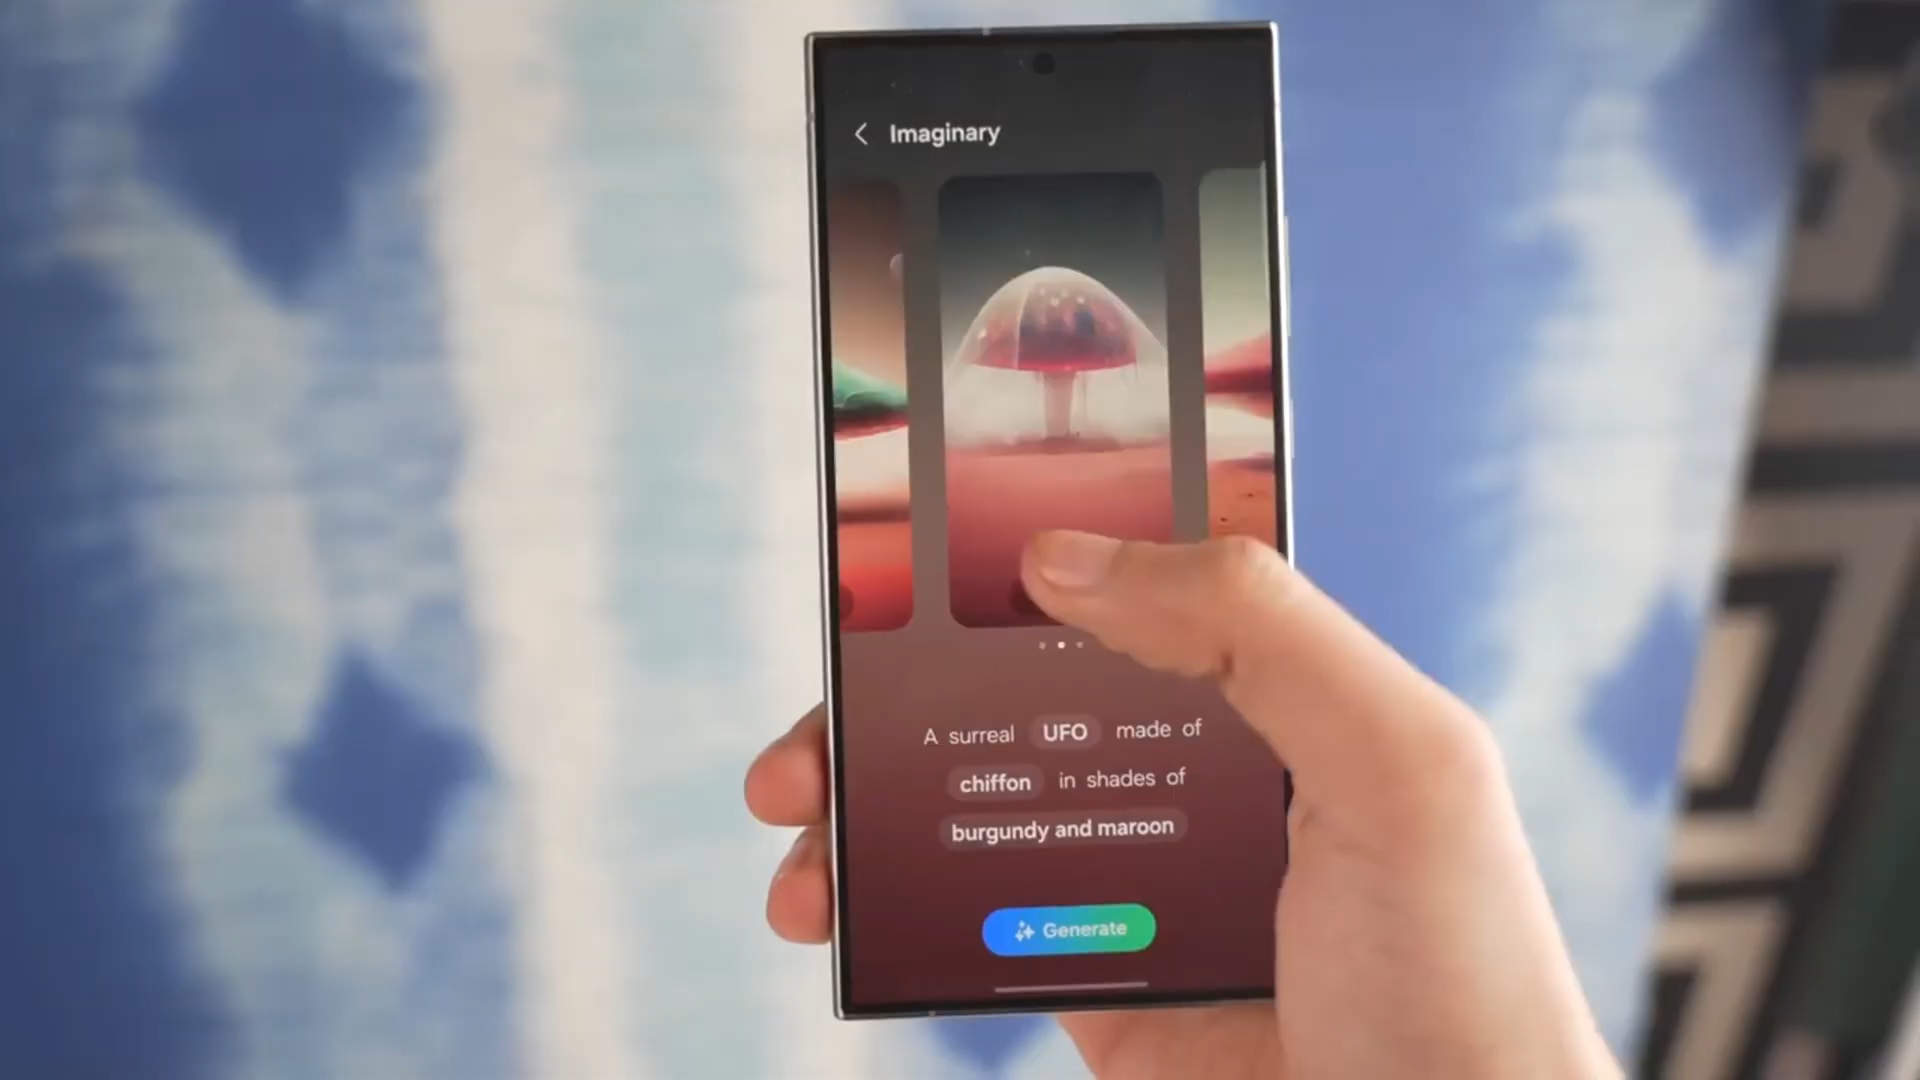 Imaginary
A surreal UFO made of
chiffon in shades of
burgundy and maroon
Generate